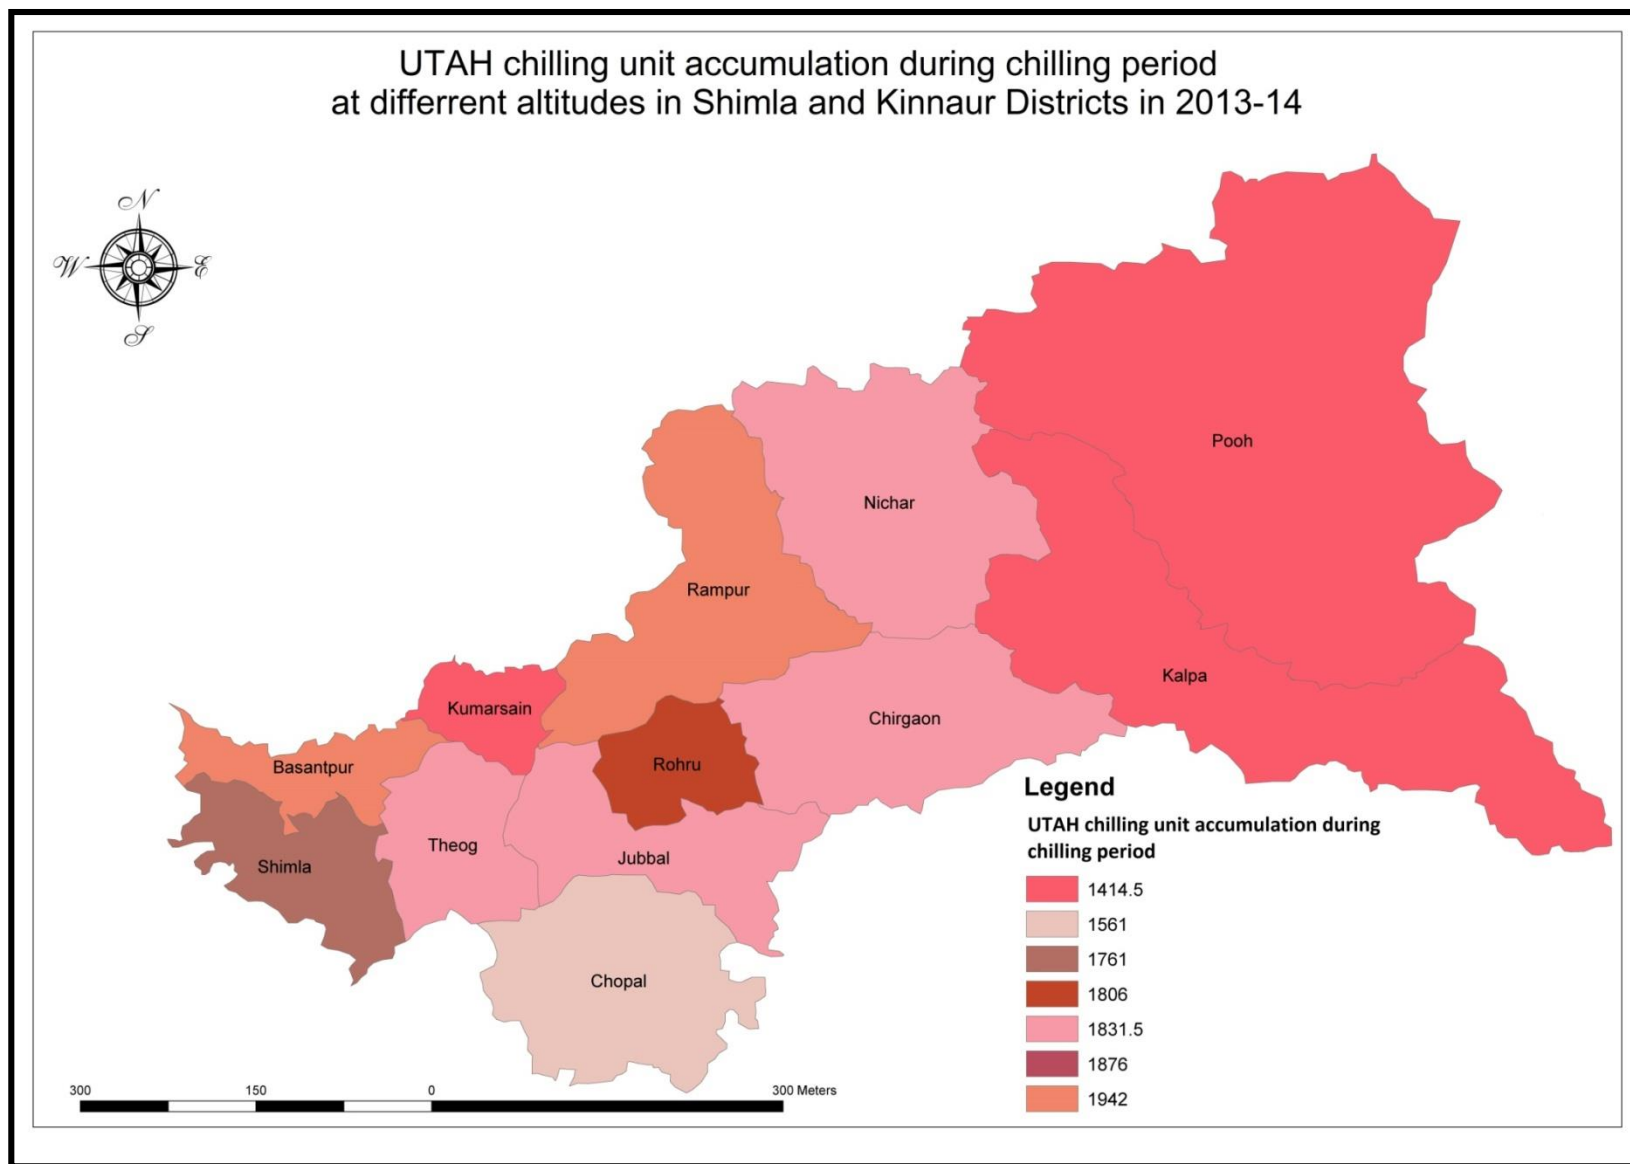 UTAH chilling unit accumulation during chilling period
at differrent altitudes in Shimla and Kinnaur Districts in 2013-14
N
W
E
S
Pooh
Nichar
Rampur
Kalpa
Kumarsain
Chirgaon
Rohru
Basantpur
Theog
Jubbal
Shimla
Chopal
Legend
UTAH chilling unit accumulation during
chilling period
1414.5
1561
1761
1806
1831.5
1876
1942
300 150 0 300 Meters